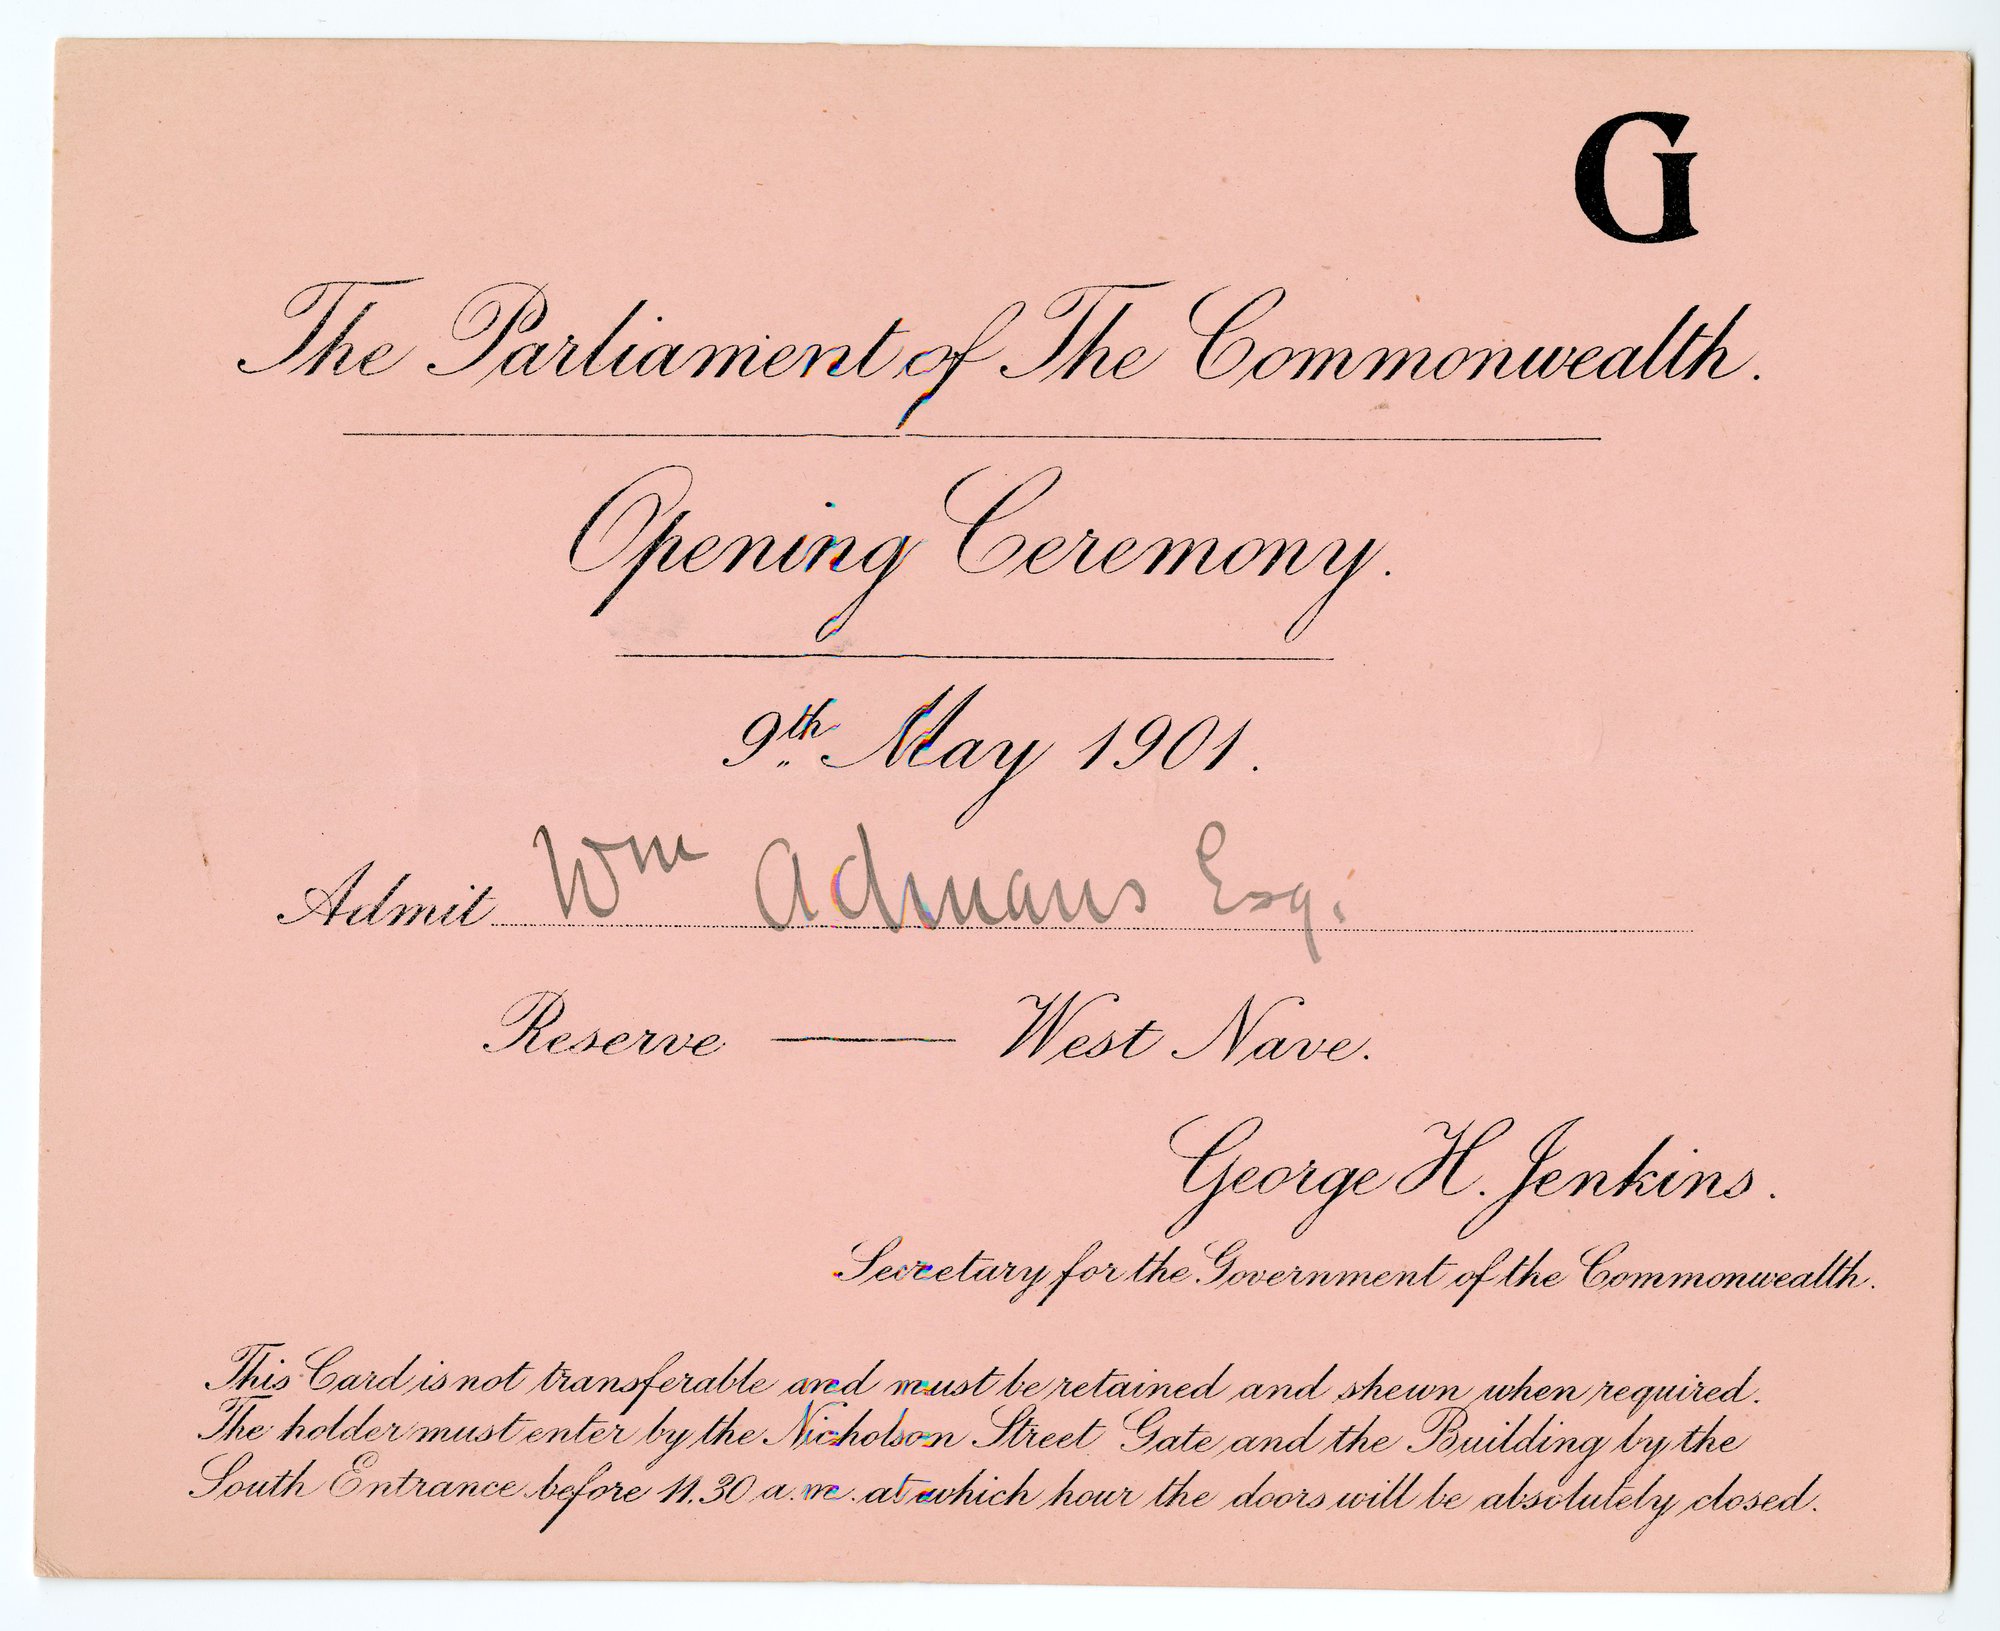 G
The Parliament of The Commonwealth.
Opening Ceremony.
9th May 1901.
Admit Wm Admans Esq.
Reserve — West Nave.
George H. Jenkins.
Secretary for the Government of the Commonwealth.
This Card is not transferable and must be retained and shewn when required.
The holder must enter by the Nicholson Street Gate and the Building by the
South Entrance before 11.30 a.m. at which hour the doors will be absolutely closed.